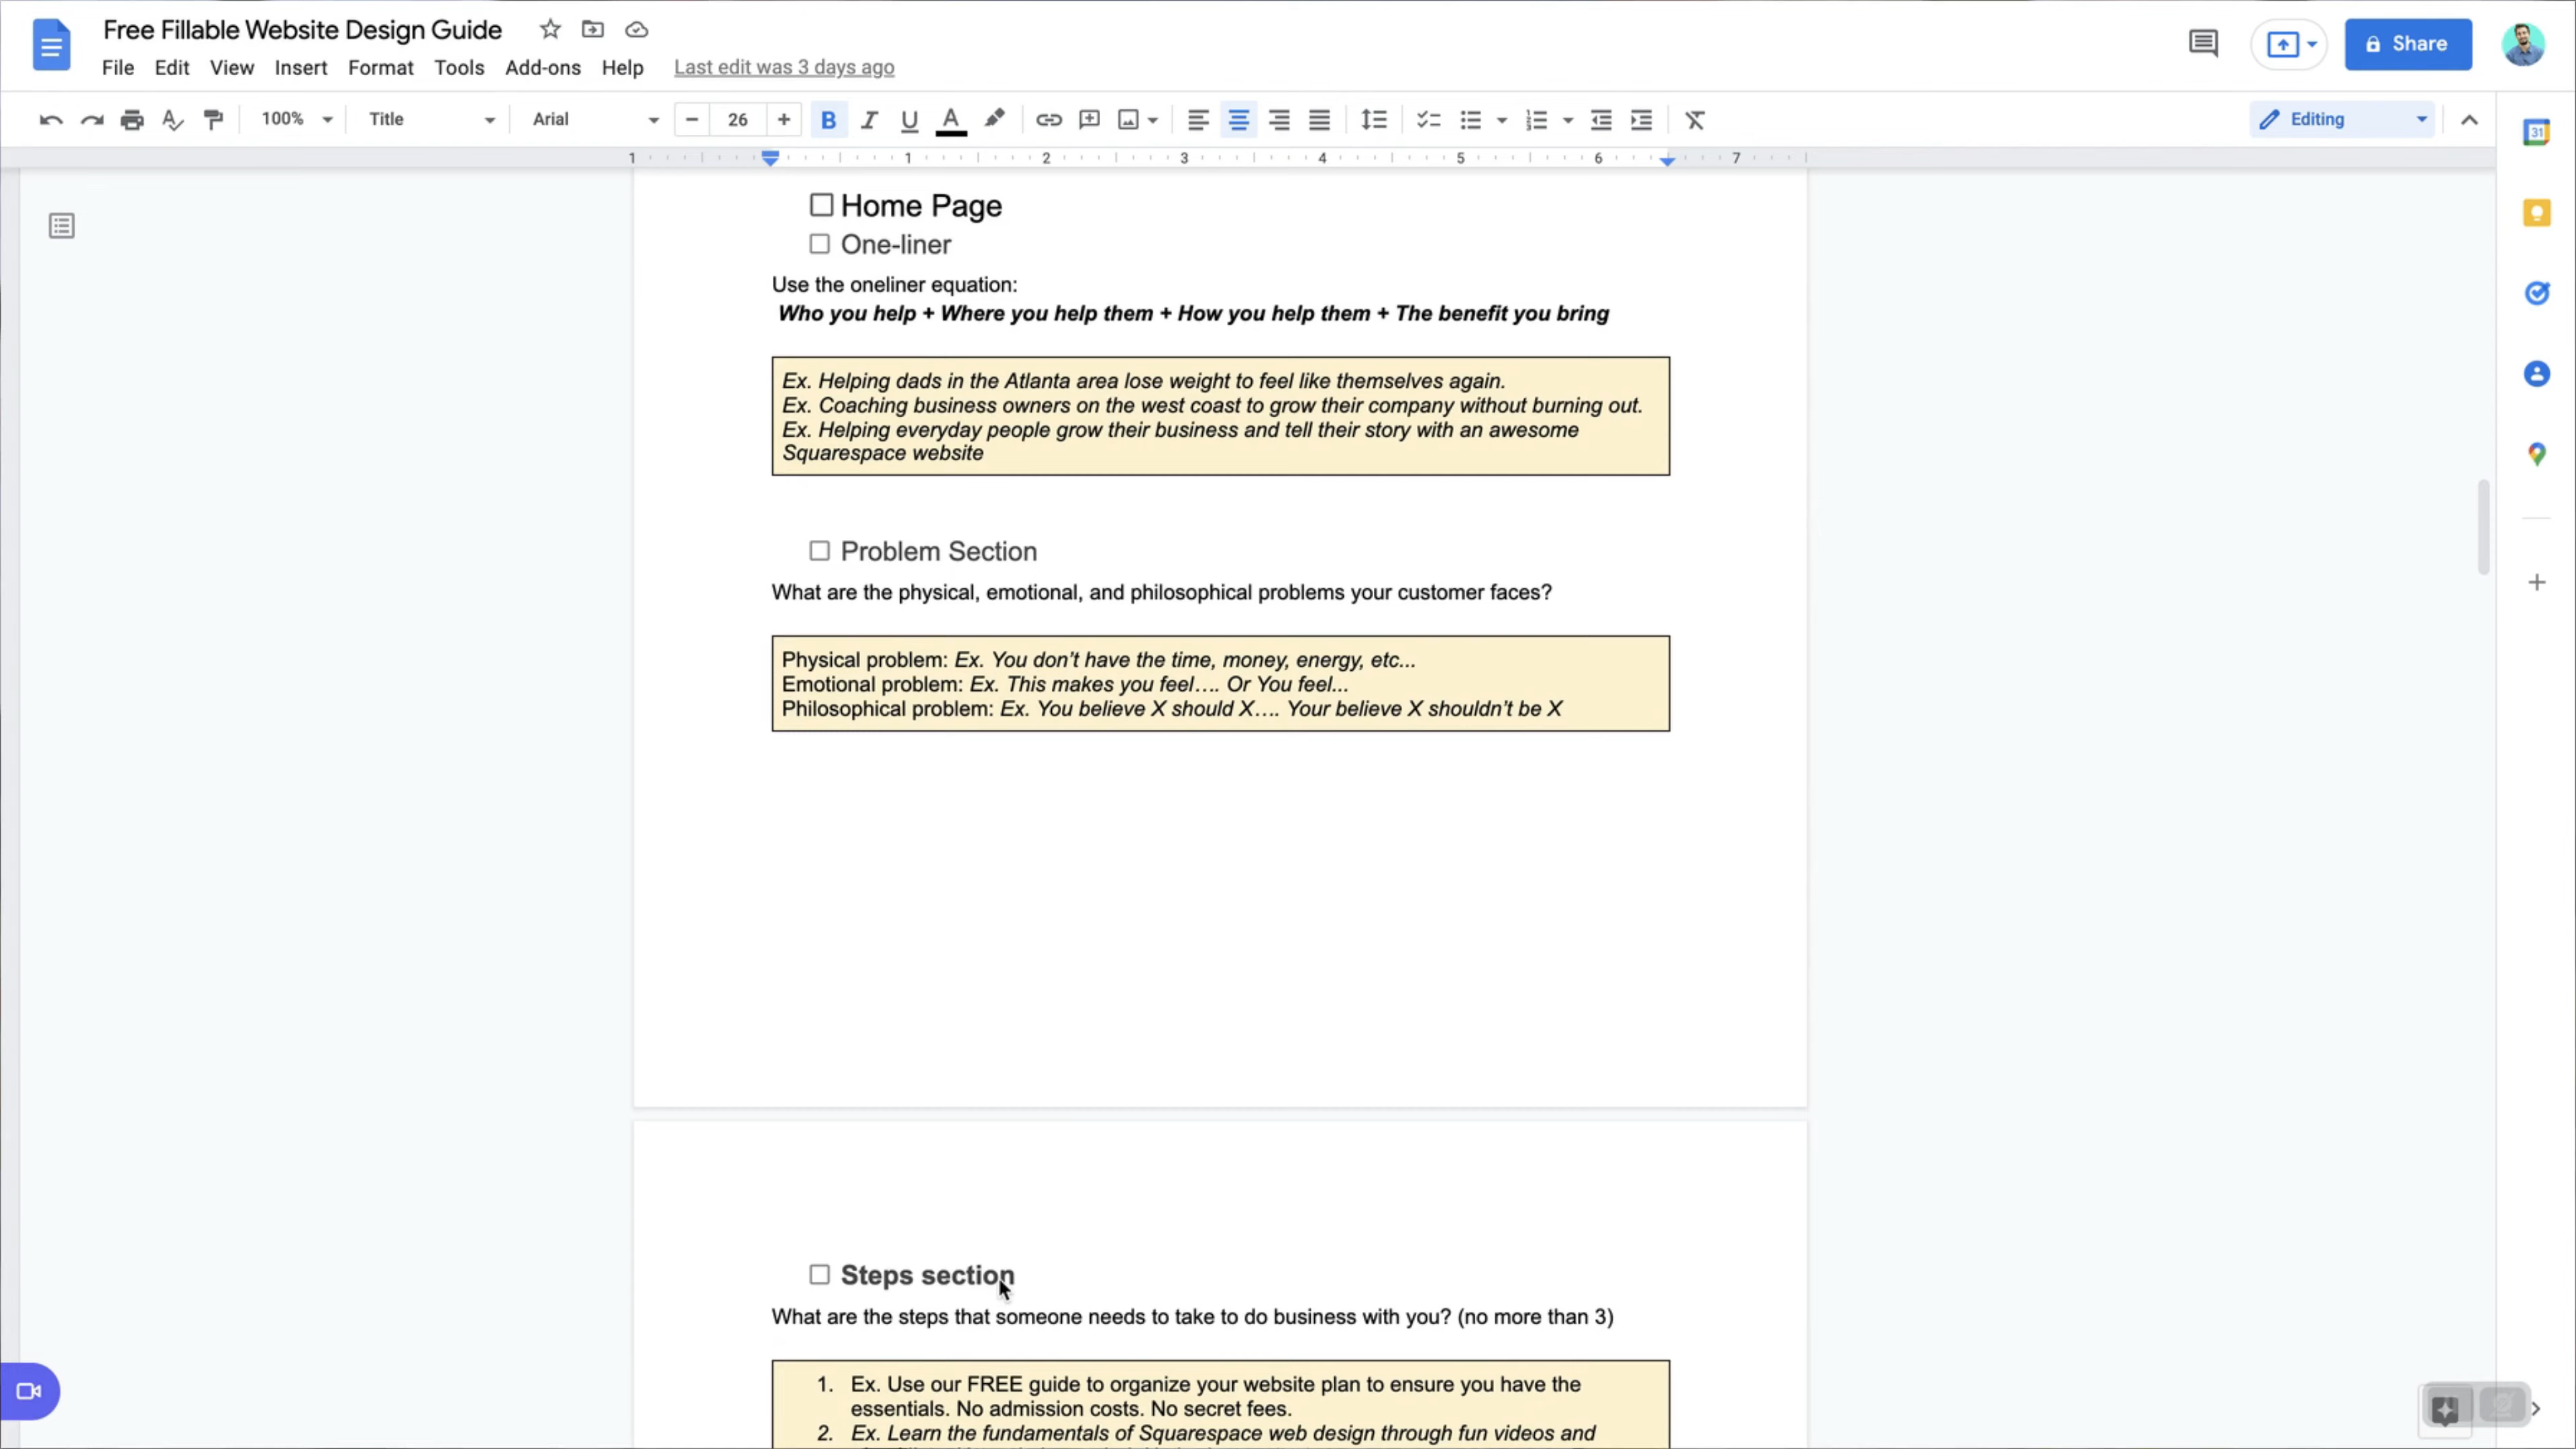 Free Fillable Website Design Guide
File Edit View Insert Format Tools Add-ons Help Last edit was 3 days ago
Share
100% Title Arial 26 B I U A Editing
31
1 1 2 3 4 5 6 7
Home Page
One-liner
Use the oneliner equation:
Who you help + Where you help them + How you help them + The benefit you bring
Ex. Helping dads in the Atlanta area lose weight to feel like themselves again.
Ex. Coaching business owners on the west coast to grow their company without burning out.
Ex. Helping everyday people grow their business and tell their story with an awesome
Squarespace website
Problem Section
What are the physical, emotional, and philosophical problems your customer faces?
Physical problem: Ex. You don't have the time, money, energy, etc...
Emotional problem: Ex. This makes you feel.... Or You feel...
Philosophical problem: Ex. You believe X should X.... Your believe X shouldn't be X
Steps section
What are the steps that someone needs to take to do business with you? (no more than 3)
1. Ex. Use our FREE guide to organize your website plan to ensure you have the
essentials. No admission costs. No secret fees.
2. Ex. Learn the fundamentals of Squarespace web design through fun videos and